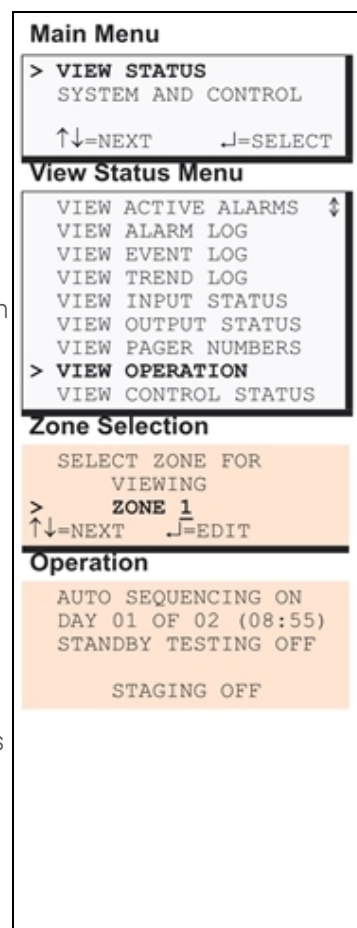 Main Menu
> VIEW STATUS
SYSTEM AND CONTROL
↑↓=NEXT ↵=SELECT
View Status Menu
VIEW ACTIVE ALARMS ↕
VIEW ALARM LOG
VIEW EVENT LOG
VIEW TREND LOG
VIEW INPUT STATUS
VIEW OUTPUT STATUS
VIEW PAGER NUMBERS
> VIEW OPERATION
VIEW CONTROL STATUS
Zone Selection
SELECT ZONE FOR
VIEWING
> ZONE 1
↑↓=NEXT ↵=EDIT
Operation
AUTO SEQUENCING ON
DAY 01 OF 02 (08:55)
STANDBY TESTING OFF
STAGING OFF